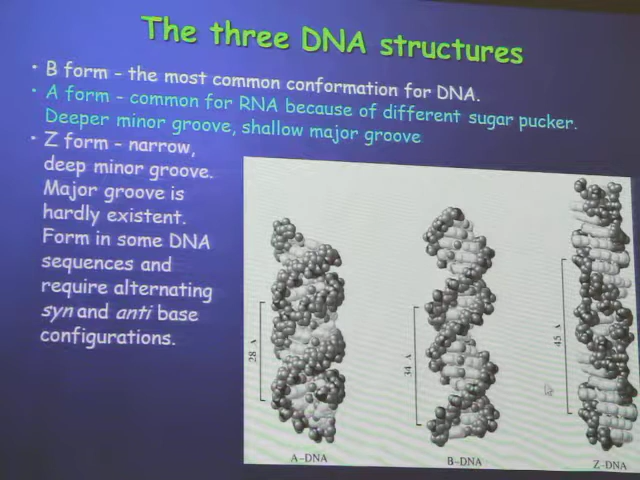 The three DNA structures
• B form - the most common conformation for DNA.
• A form - common for RNA because of different sugar pucker.
Deeper minor groove, shallow major groove
• Z form - narrow,
deep minor groove.
Major groove is
hardly existent.
Form in some DNA
sequences and
require alternating
syn and anti base
configurations.
28 A
34 A
45 A
A-DNA
B-DNA
Z-DNA